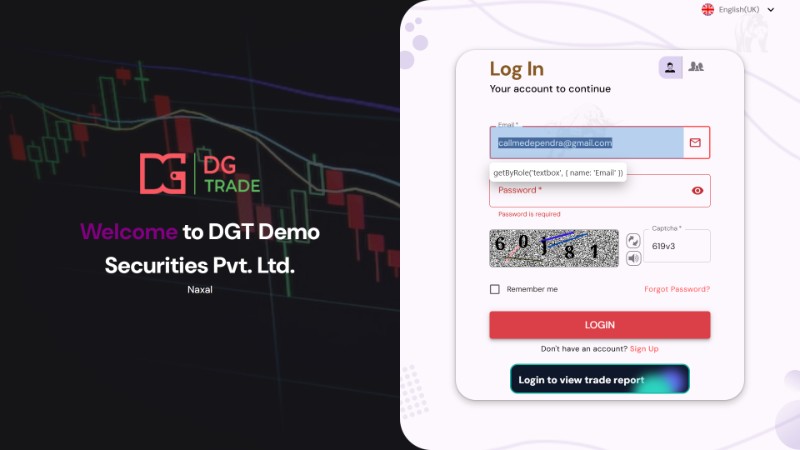 English(UK)
DG
TRADE
Welcome to DGT Demo
Securities Pvt. Ltd.
Naxal
Log In
Your account to continue
Email *
callmedependra@gmail.com
getByRole('textbox', { name: 'Email' })
Password *
Password is required
6 0 j 8 1
Captcha *
619v3
Remember me
Forgot Password?
LOGIN
Don't have an account? Sign Up
Login to view trade report